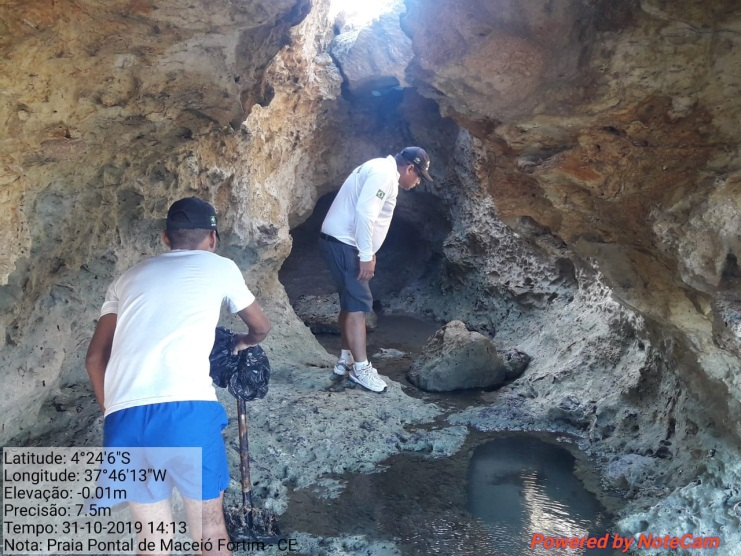 Latitude: 4°24'6"S
Longitude: 37°46'13"W
Elevação: -0.01m
Precisão: 7.5m
Tempo: 31-10-2019 14:13
Nota: Praia Pontal de Maceió Fortim - CE
Powered by NoteCam